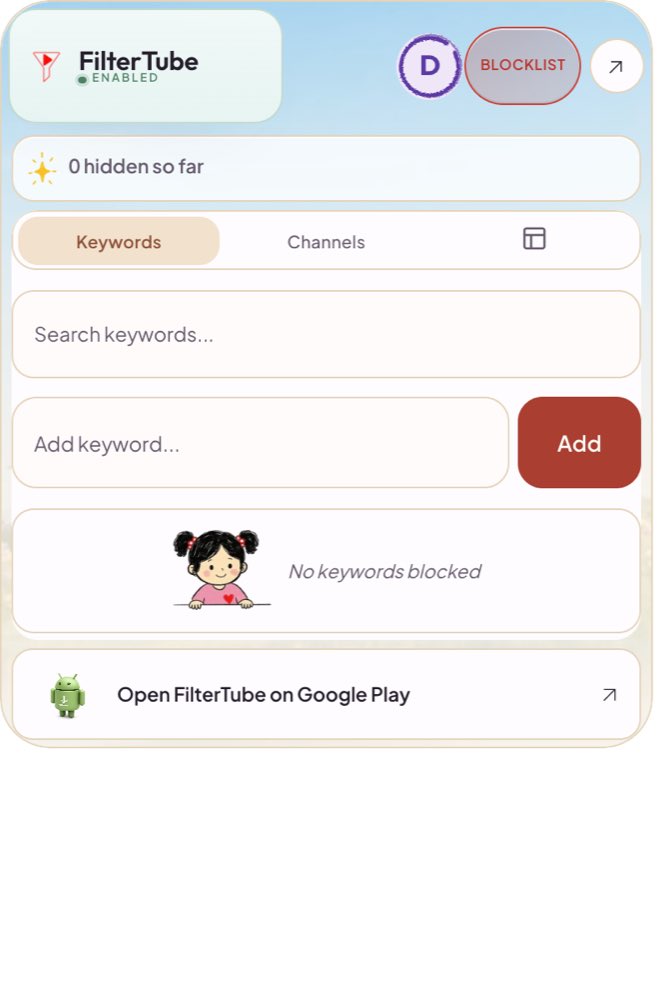 FilterTube
ENABLED
D
BLOCKLIST
0 hidden so far
Keywords
Channels
Search keywords...
Add keyword...
Add
No keywords blocked
Open FilterTube on Google Play